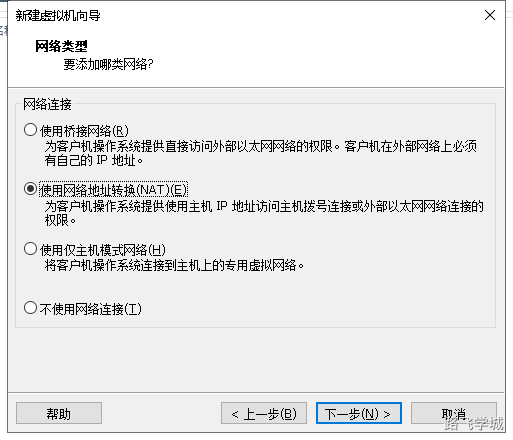 新建虚拟机向导
网络类型
要添加哪类网络?
网络连接
使用桥接网络(R)
为客户机操作系统提供直接访问外部以太网网络的权限。客户机在外部网络上必须
有自己的 IP 地址。
使用网络地址转换(NAT)(E)
为客户机操作系统提供使用主机 IP 地址访问主机拨号连接或外部以太网网络连接的
权限。
使用仅主机模式网络(H)
将客户机操作系统连接到主机上的专用虚拟网络。
不使用网络连接(T)
帮助
< 上一步(B)
下一步(N) >
取消
路飞学城